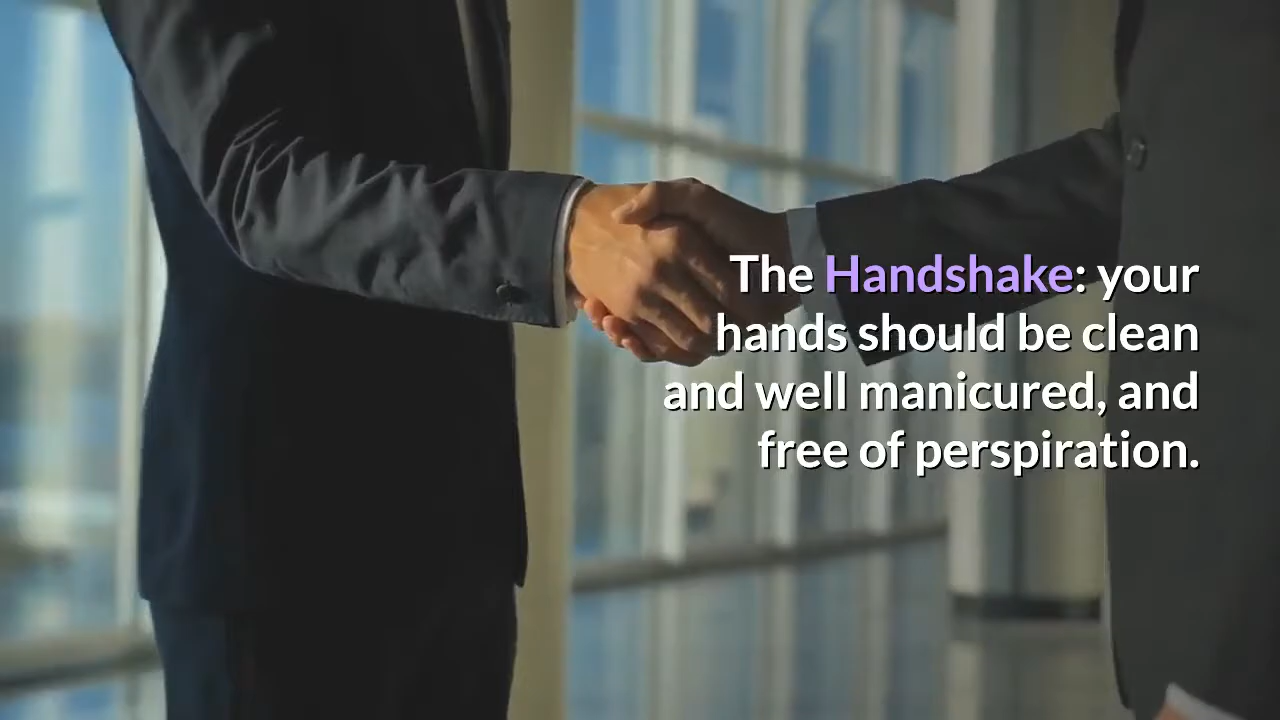 The Handshake: your
hands should be clean
and well manicured, and
free of perspiration.